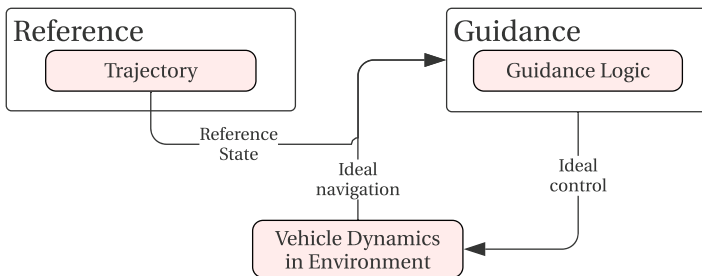 Reference
Trajectory
Guidance
Guidance Logic
Reference
State
Ideal
navigation
Ideal
control
Vehicle Dynamics
in Environment